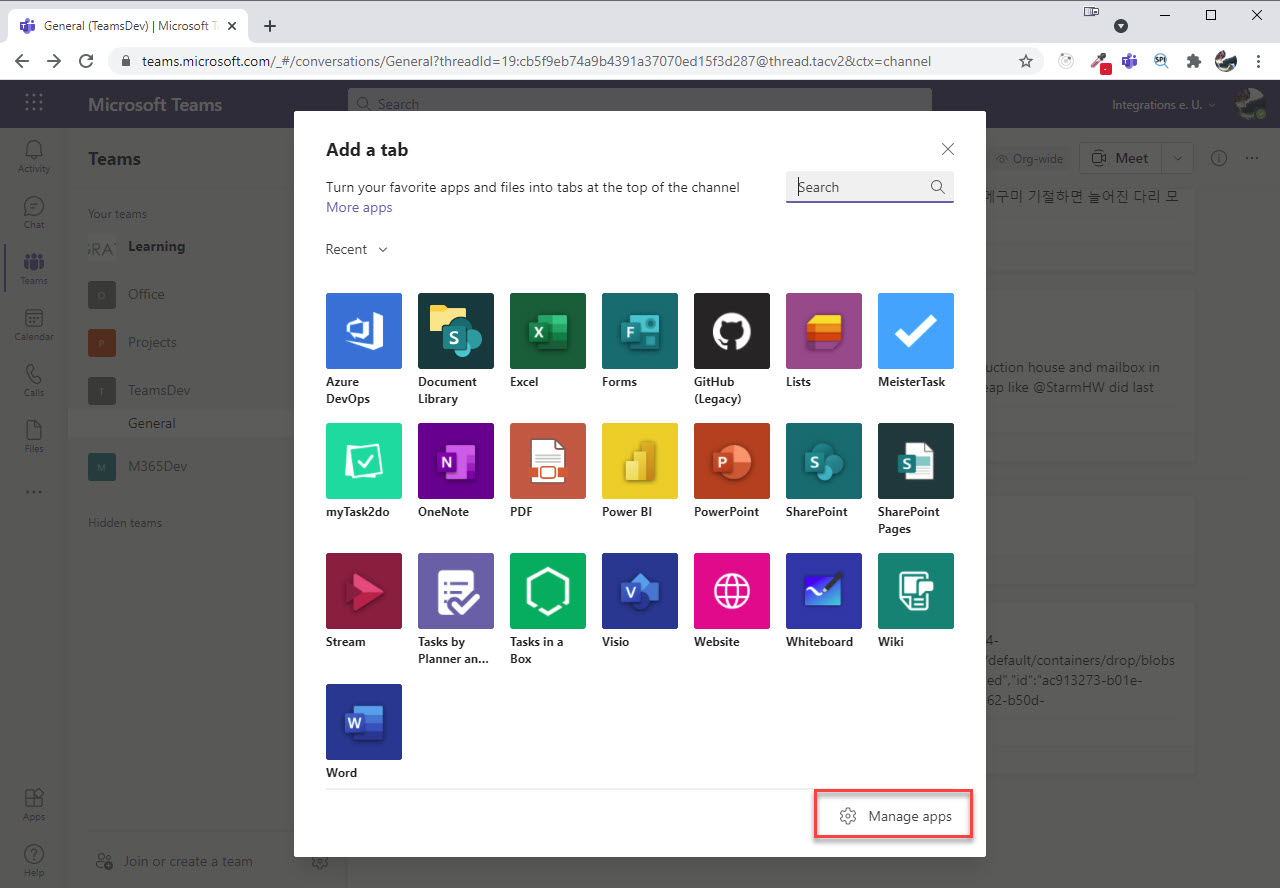 General (TeamsDev) | Microsoft T
teams.microsoft.com/_#/conversations/General?threadId=19:cb5f9eb74a9b4391a37070ed15f3d287@thread.tacv2&ctx=channel
Microsoft Teams
Search
Integrations e. U.
Activity
Chat
Teams
Calendar
Calls
Files
Apps
Help
Teams
Your teams
Learning
O Office
Projects
T TeamsDev
General
M M365Dev
Hidden teams
Join or create a team
Org-wide
Meet
기절하면 늘어진 다리 모
uction house and mailbox in
eap like @StarmHW did last
4-
/default/containers/drop/blobs
ed","id":"ac913273-b01e-
62-b50d-
Add a tab
Turn your favorite apps and files into tabs at the top of the channel
More apps
Search
Recent
Azure DevOps
Document Library
Excel
Forms
GitHub (Legacy)
Lists
MeisterTask
myTask2do
OneNote
PDF
Power BI
PowerPoint
SharePoint
SharePoint Pages
Stream
Tasks by Planner an...
Tasks in a Box
Visio
Website
Whiteboard
Wiki
Word
Manage apps